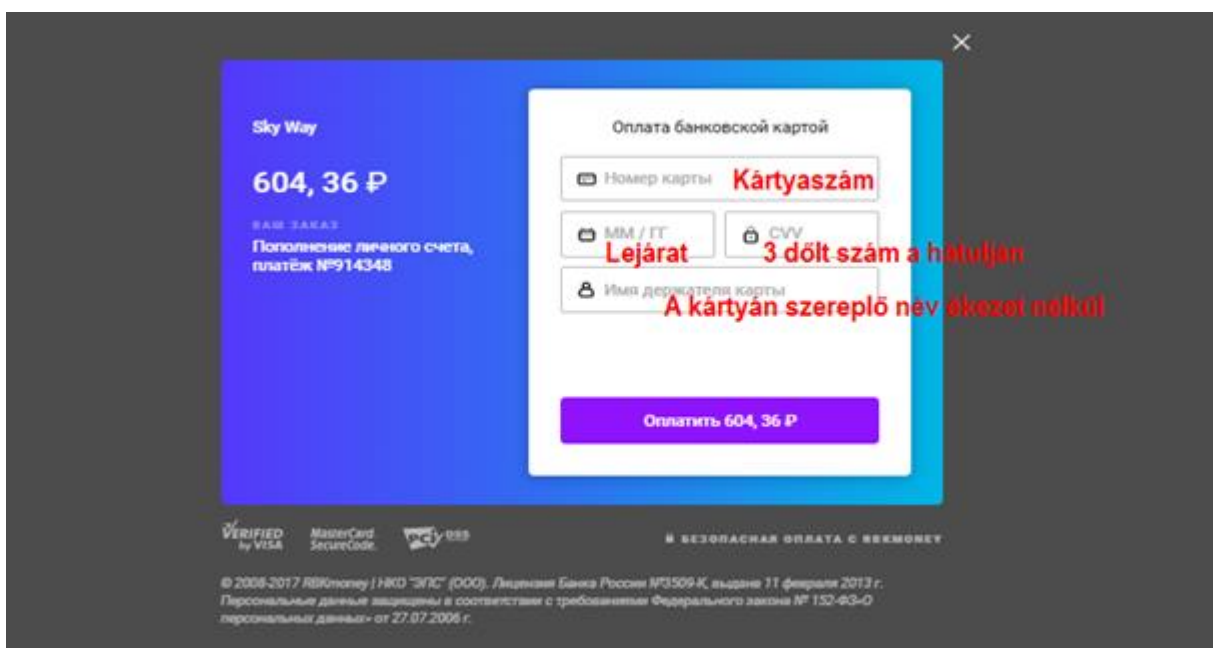 Sky Way
604, 36 ₽
ВАШ ЗАКАЗ
Пополнение личного счета,
платёж №914348
Оплата банковской картой
Номер карты Kártyaszám
ММ / ГГ CVV
Lejárat 3 dőlt szám a hátulján
Имя держателя карты
A kártyán szereplő név ékezet nélkül
Оплатить 604, 36 ₽
VERIFIED by VISA MasterCard SecureCode. pci DSS
БЕЗОПАСНАЯ ОПЛАТА С RBKMONEY
© 2008-2017 RBKmoney | НКО "ЭПС" (ООО). Лицензия Банка России №3509-К, выдана 11 февраля 2013 г.
Персональные данные защищены в соответствии с требованиями Федерального закона № 152-ФЗ«О
персональных данных» от 27.07.2006 г.